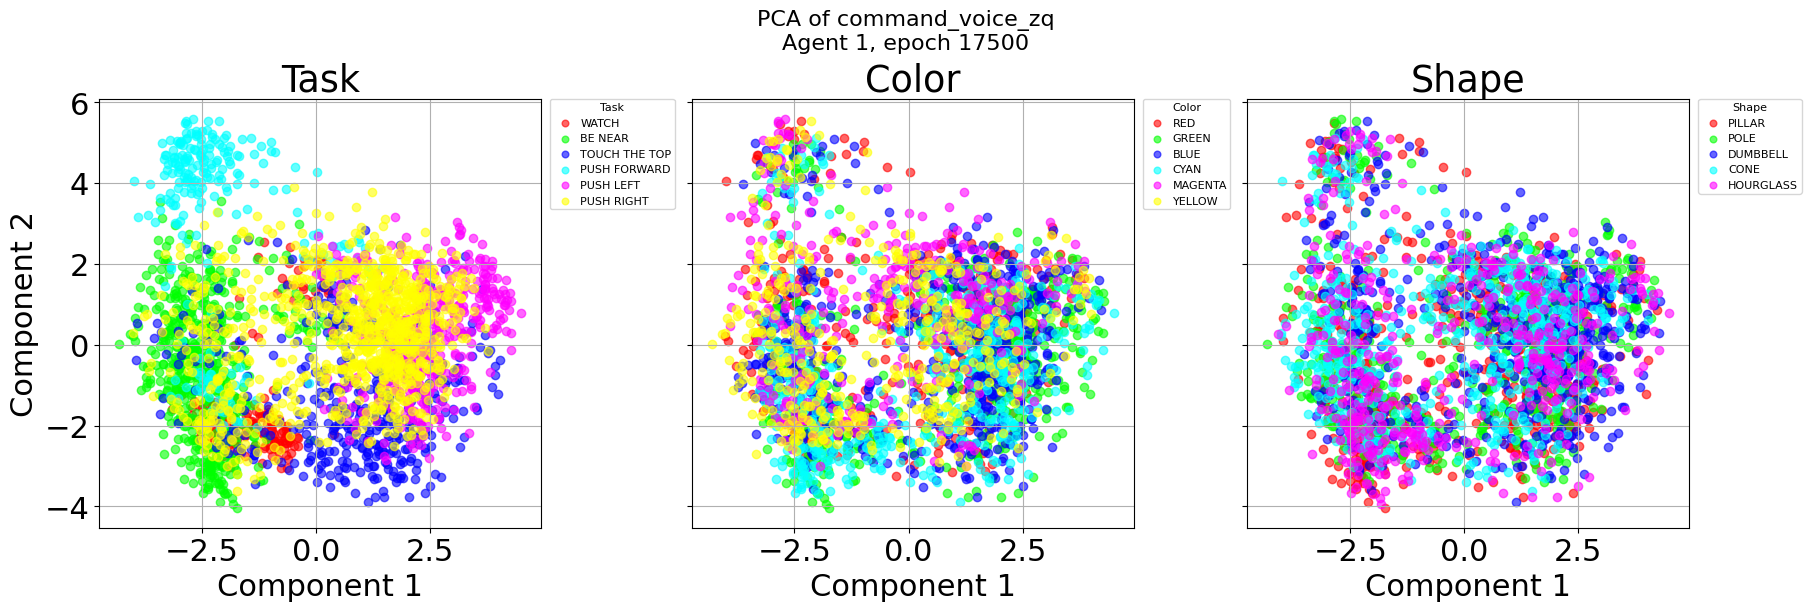 PCA of command_voice_zq
Agent 1, epoch 17500
Task
Component 2
6
4
2
0
−2
−4
−2.5 0.0 2.5
Component 1
Task
WATCH
BE NEAR
TOUCH THE TOP
PUSH FORWARD
PUSH LEFT
PUSH RIGHT
Color
−2.5 0.0 2.5
Component 1
Color
RED
GREEN
BLUE
CYAN
MAGENTA
YELLOW
Shape
−2.5 0.0 2.5
Component 1
Shape
PILLAR
POLE
DUMBBELL
CONE
HOURGLASS